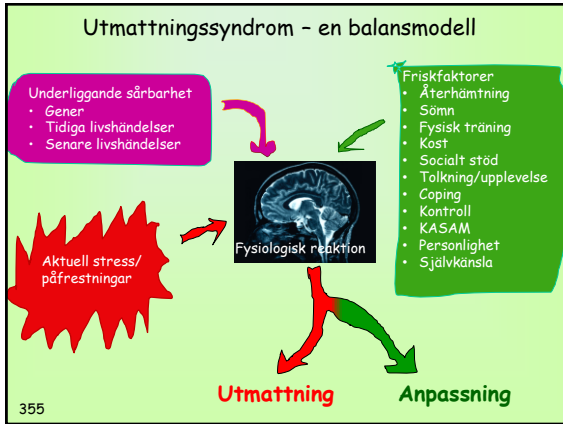 Utmattningssyndrom – en balansmodell
Underliggande sårbarhet
• Gener
• Tidiga livshändelser
• Senare livshändelser
Friskfaktorer
• Återhämtning
• Sömn
• Fysisk träning
• Kost
• Socialt stöd
• Tolkning/upplevelse
• Coping
• Kontroll
• KASAM
• Personlighet
• Självkänsla
Aktuell stress/
påfrestningar
Fysiologisk reaktion
Utmattning
Anpassning
355